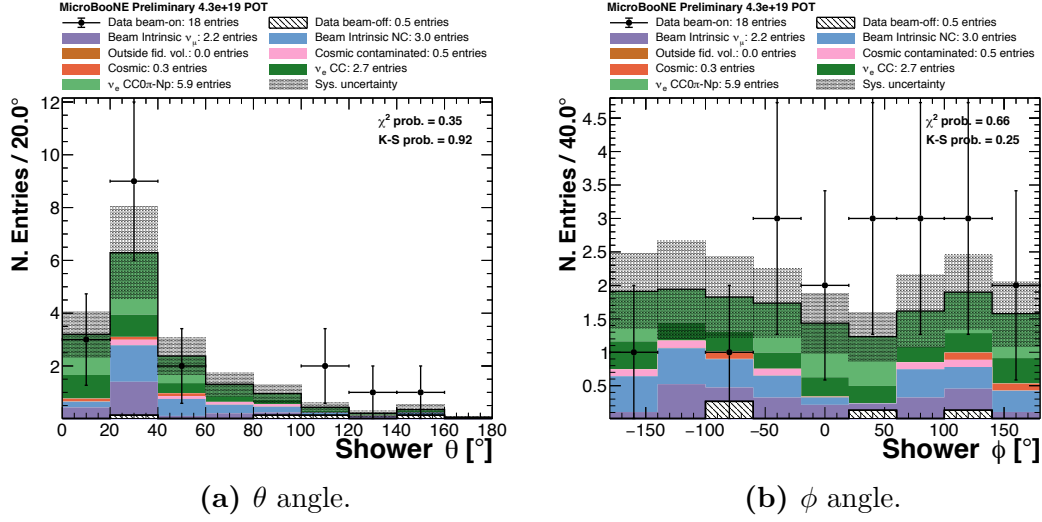 MicroBooNE Preliminary 4.3e+19 POT
Data beam-on: 18 entries
Data beam-off: 0.5 entries
Beam Intrinsic νμ: 2.2 entries
Beam Intrinsic NC: 3.0 entries
Outside fid. vol.: 0.0 entries
Cosmic contaminated: 0.5 entries
Cosmic: 0.3 entries
νe CC: 2.7 entries
νe CC0π-Np: 5.9 entries
Sys. uncertainty
χ² prob. = 0.35
K-S prob. = 0.92
N. Entries / 20.0°
12
10
8
6
4
2
0 20 40 60 80 100 120 140 160 180
Shower θ [°]
(a) θ angle.
MicroBooNE Preliminary 4.3e+19 POT
Data beam-on: 18 entries
Data beam-off: 0.5 entries
Beam Intrinsic νμ: 2.2 entries
Beam Intrinsic NC: 3.0 entries
Outside fid. vol.: 0.0 entries
Cosmic contaminated: 0.5 entries
Cosmic: 0.3 entries
νe CC: 2.7 entries
νe CC0π-Np: 5.9 entries
Sys. uncertainty
χ² prob. = 0.66
K-S prob. = 0.25
N. Entries / 40.0°
4.5
4
3.5
3
2.5
2
1.5
1
0.5
−150 −100 −50 0 50 100 150
Shower ϕ [°]
(b) ϕ angle.